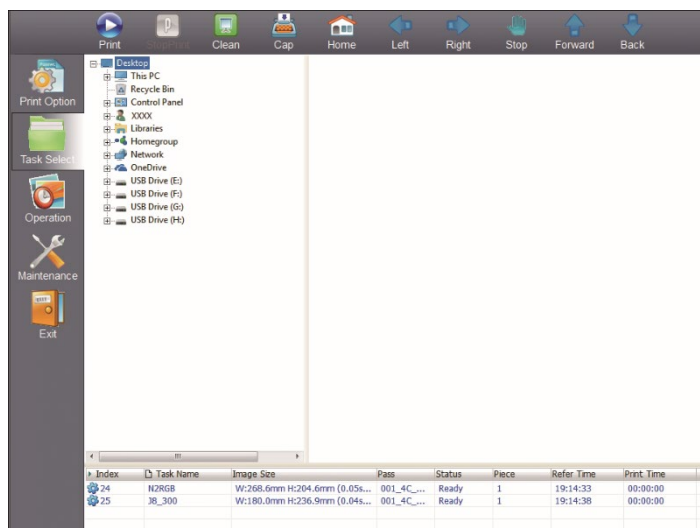 Print StopPrint Clean Cap Home Left Right Stop Forward Back
Print Option
Task Select
Operation
Maintenance
Exit
Desktop
This PC
Recycle Bin
Control Panel
XXXX
Libraries
Homegroup
Network
OneDrive
USB Drive (E:)
USB Drive (F:)
USB Drive (G:)
USB Drive (H:)
Index Task Name Image Size Pass Status Piece Refer Time Print Time
24 N2RGB W:268.6mm H:204.6mm (0.05s... 001_4C_... Ready 1 19:14:33 00:00:00
25 J8_300 W:180.0mm H:236.9mm (0.04s... 001_4C_... Ready 1 19:14:38 00:00:00